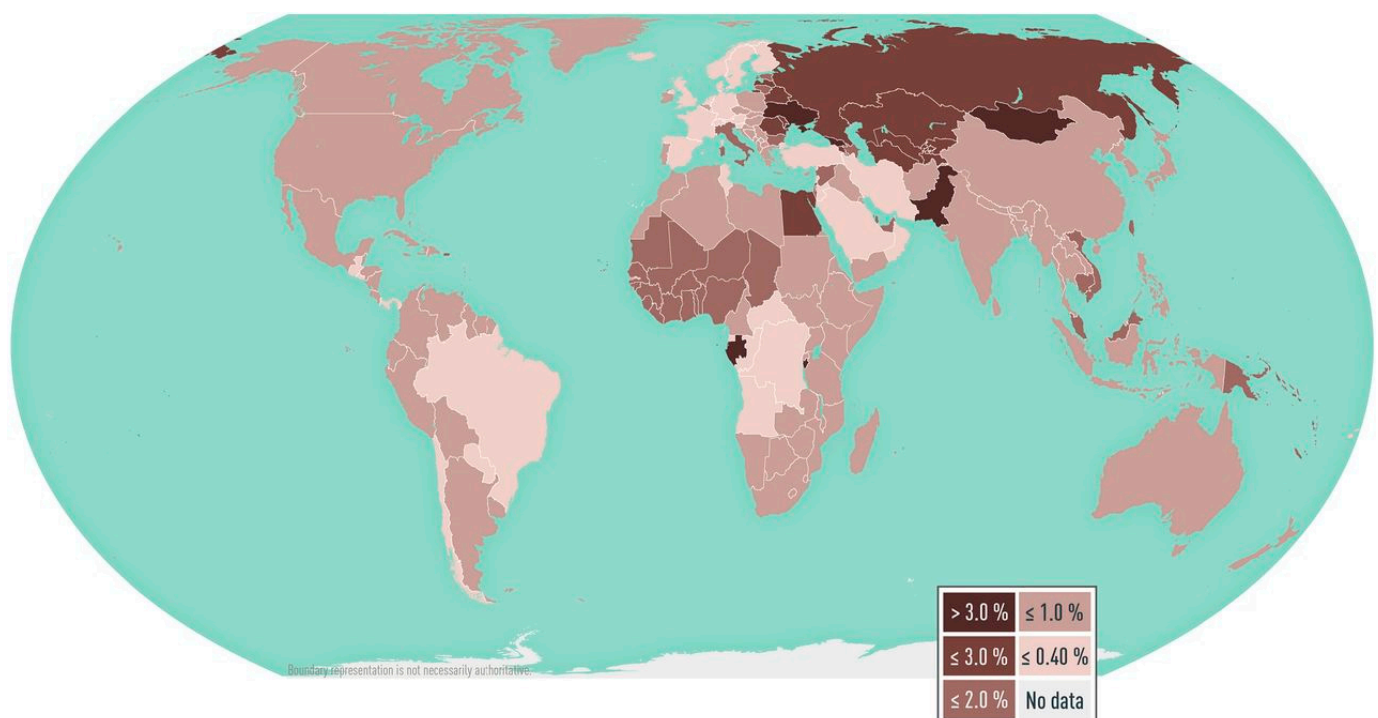 Boundary representation is not necessarily authoritative.
> 3.0 % ≤ 1.0 %
≤ 3.0 % ≤ 0.40 %
≤ 2.0 % No data